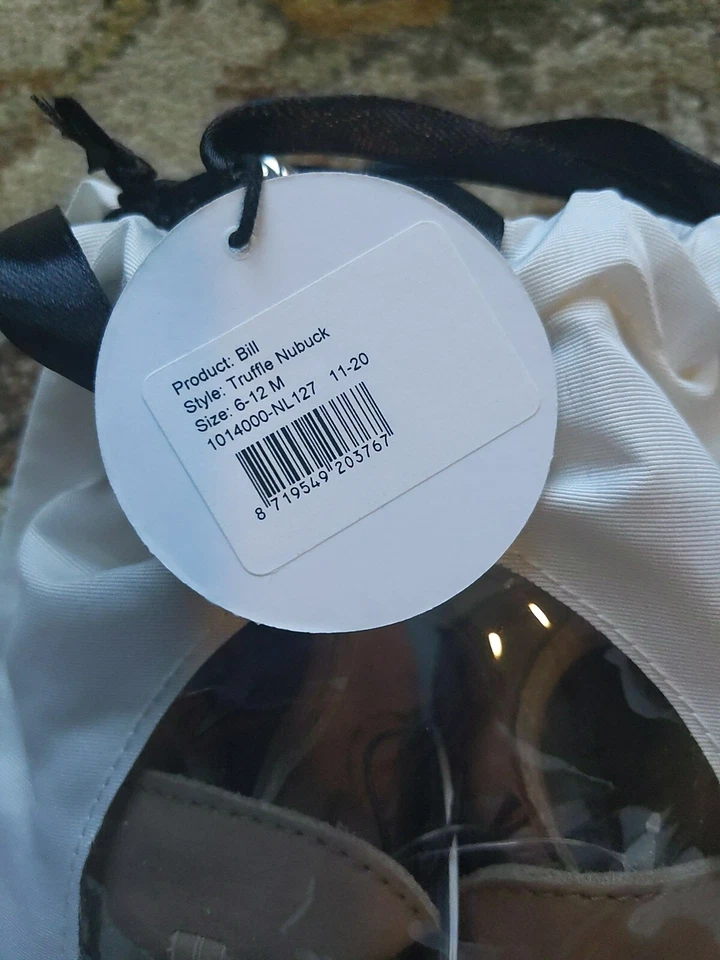 Product: Bill
Style: Truffle Nubuck
Size: 6-12 M
1014000-NL127 11-20
8 719549 203767